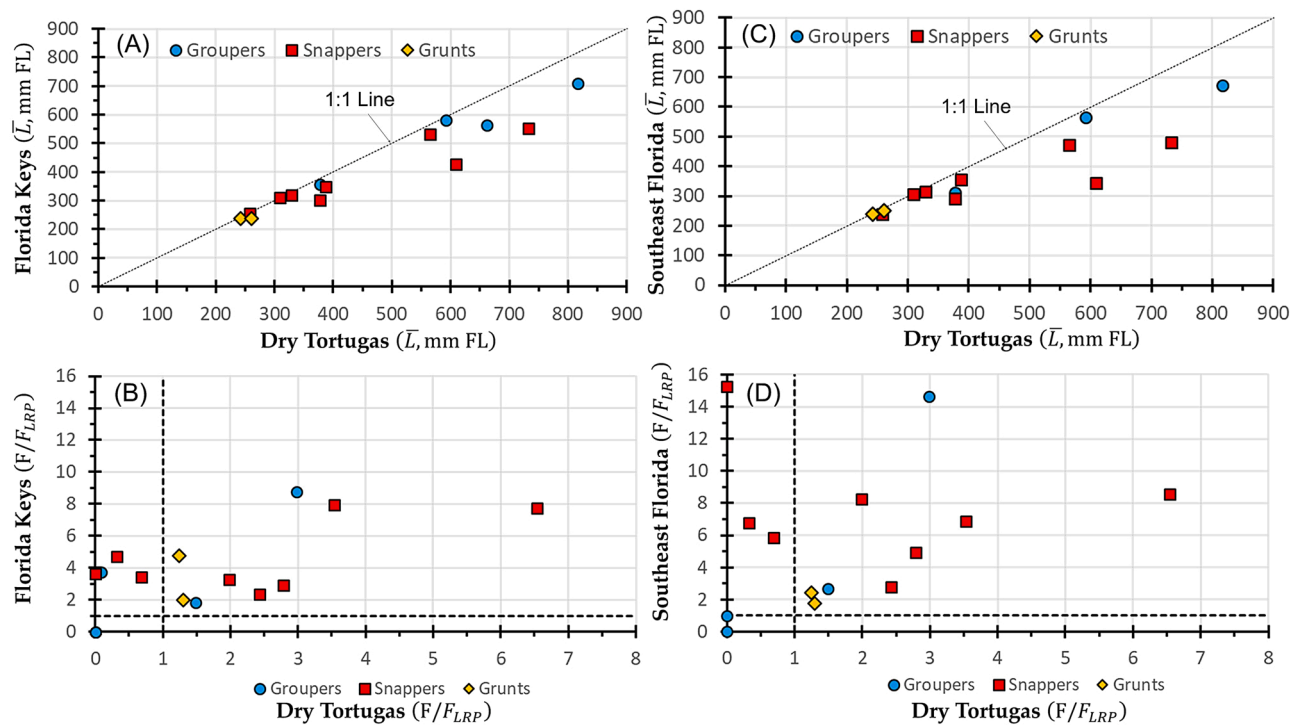 (A)
Groupers Snappers Grunts
1:1 Line
900
800
700
600
500
400
300
200
100
0
0 100 200 300 400 500 600 700 800 900
Florida Keys (L̅, mm FL)
Dry Tortugas (L̅, mm FL)
(C)
Groupers Snappers Grunts
1:1 Line
900
800
700
600
500
400
300
200
100
0
0 100 200 300 400 500 600 700 800 900
Southeast Florida (L̅, mm FL)
Dry Tortugas (L̅, mm FL)
(B)
16
14
12
10
8
6
4
2
0
0 1 2 3 4 5 6 7 8
Florida Keys (F/F_LRP)
Groupers Snappers Grunts
Dry Tortugas (F/F_LRP)
(D)
16
14
12
10
8
6
4
2
0
0 1 2 3 4 5 6 7 8
Southeast Florida (F/F_LRP)
Groupers Snappers Grunts
Dry Tortugas (F/F_LRP)